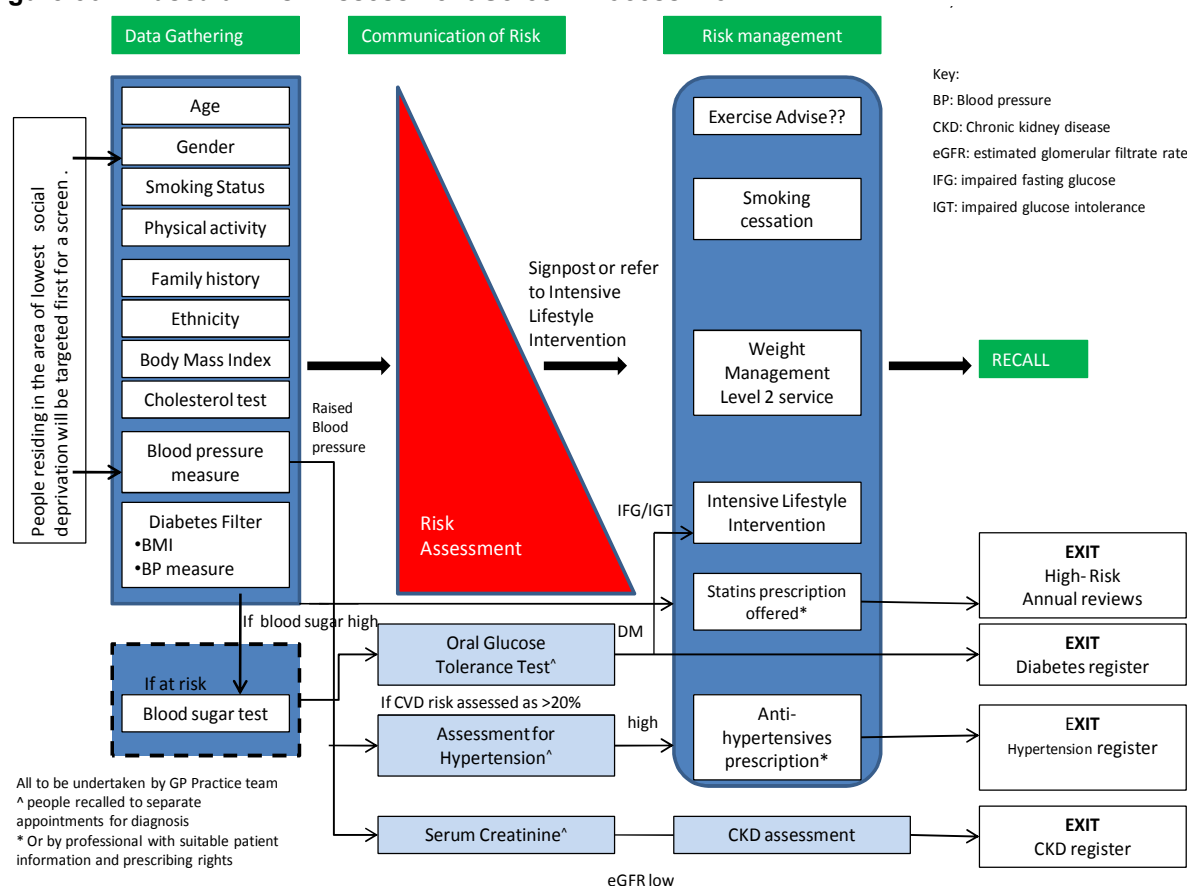 Data Gathering
Communication of Risk
Risk management
Key:
BP: Blood pressure
CKD: Chronic kidney disease
eGFR: estimated glomerular filtrate rate
IFG: impaired fasting glucose
IGT: impaired glucose intolerance
People residing in the area of lowest social
deprivation will be targeted first for a screen .
Age
Gender
Smoking Status
Physical activity
Family history
Ethnicity
Body Mass Index
Cholesterol test
Blood pressure
measure
Diabetes Filter
•BMI
•BP measure
If blood sugar high
If at risk
Blood sugar test
Raised
Blood
pressure
Risk
Assessment
Signpost or refer
to Intensive
Lifestyle
Intervention
Exercise Advise??
Smoking
cessation
Weight
Management
Level 2 service
RECALL
IFG/IGT
Intensive Lifestyle
Intervention
Statins prescription
offered*
EXIT
High- Risk
Annual reviews
Oral Glucose
Tolerance Test^
DM
EXIT
Diabetes register
If CVD risk assessed as >20%
Assessment for
Hypertension^
high
Anti-
hypertensives
prescription*
EXIT
Hypertension register
Serum Creatinine^
CKD assessment
EXIT
CKD register
eGFR low
All to be undertaken by GP Practice team
^ people recalled to separate
appointments for diagnosis
* Or by professional with suitable patient
information and prescribing rights